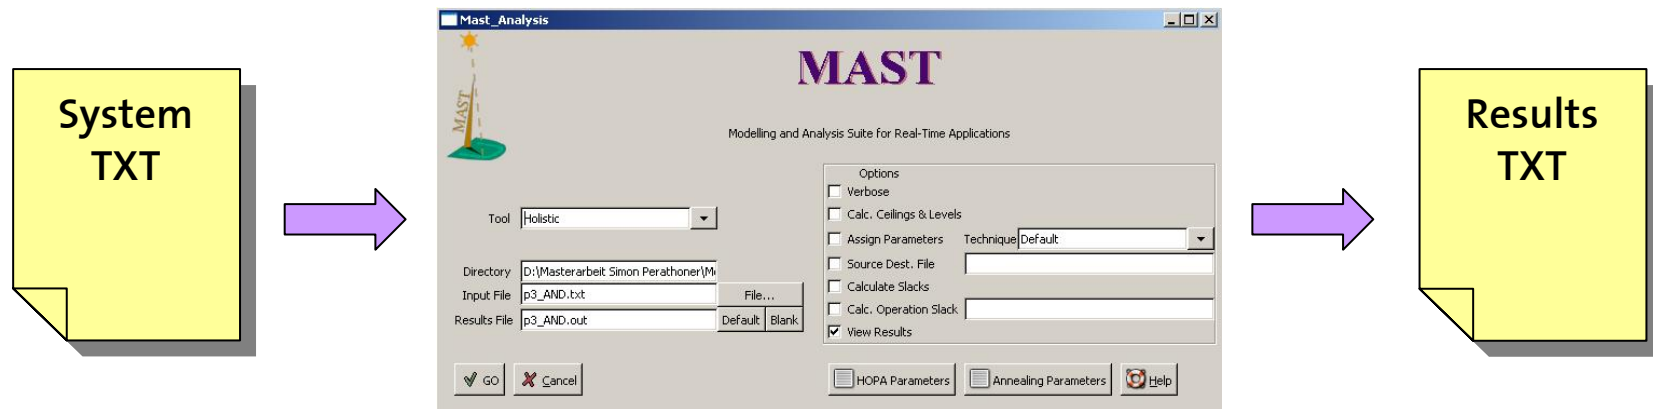 System
TXT
Mast_Analysis
MAST
MAST
Modelling and Analysis Suite for Real-Time Applications
Tool Holistic
Directory D:\Masterarbeit Simon Perathoner\M
Input File p3_AND.txt File...
Results File p3_AND.out Default Blank
Options
Verbose
Calc. Ceilings & Levels
Assign Parameters Technique Default
Source Dest. File
Calculate Slacks
Calc. Operation Slack
View Results
GO Cancel HOPA Parameters Annealing Parameters Help
Results
TXT